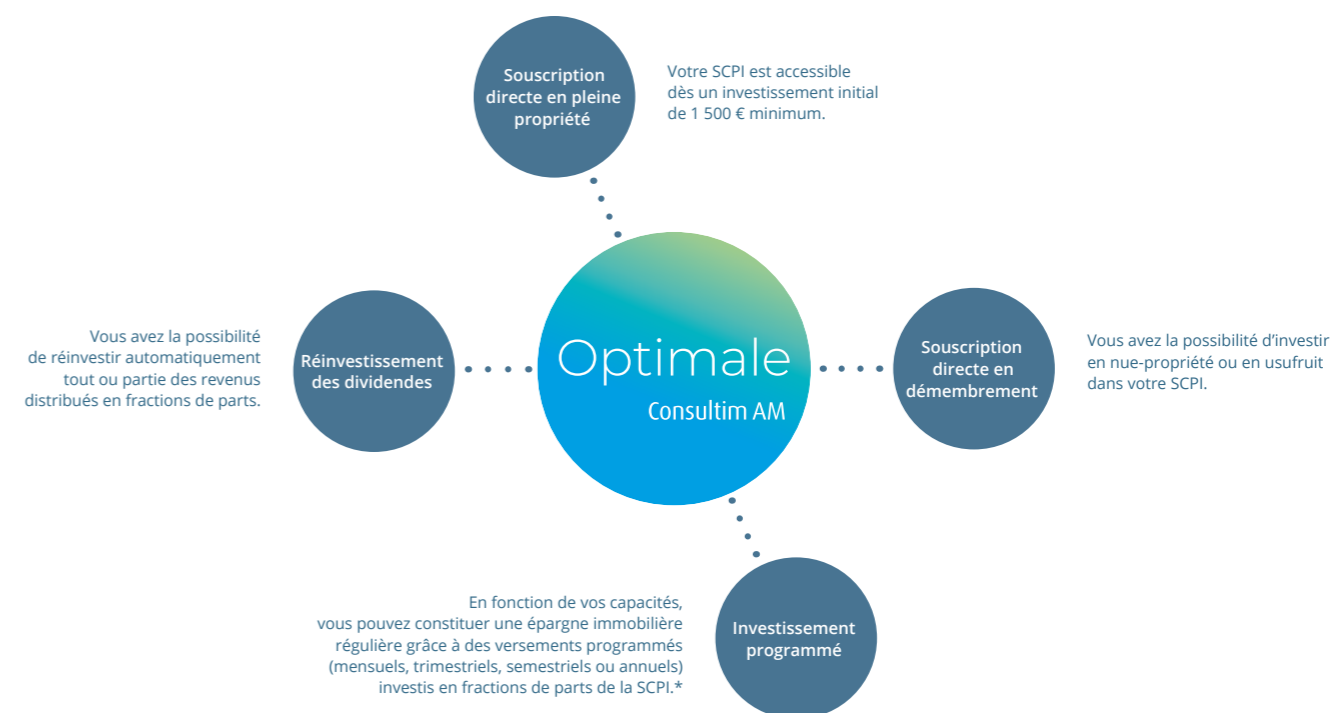 Souscription
directe en pleine
propriété
Votre SCPI est accessible
dès un investissement initial
de 1 500 € minimum.
Vous avez la possibilité
de réinvestir automatiquement
tout ou partie des revenus
distribués en fractions de parts.
Réinvestissement
des dividendes
Optimale
Consultim AM
Souscription
directe en
démembrement
Vous avez la possibilité d’investir
en nue-propriété ou en usufruit
dans votre SCPI.
En fonction de vos capacités,
vous pouvez constituer une épargne immobilière
régulière grâce à des versements programmés
(mensuels, trimestriels, semestriels ou annuels)
investis en fractions de parts de la SCPI.*
Investissement
programmé